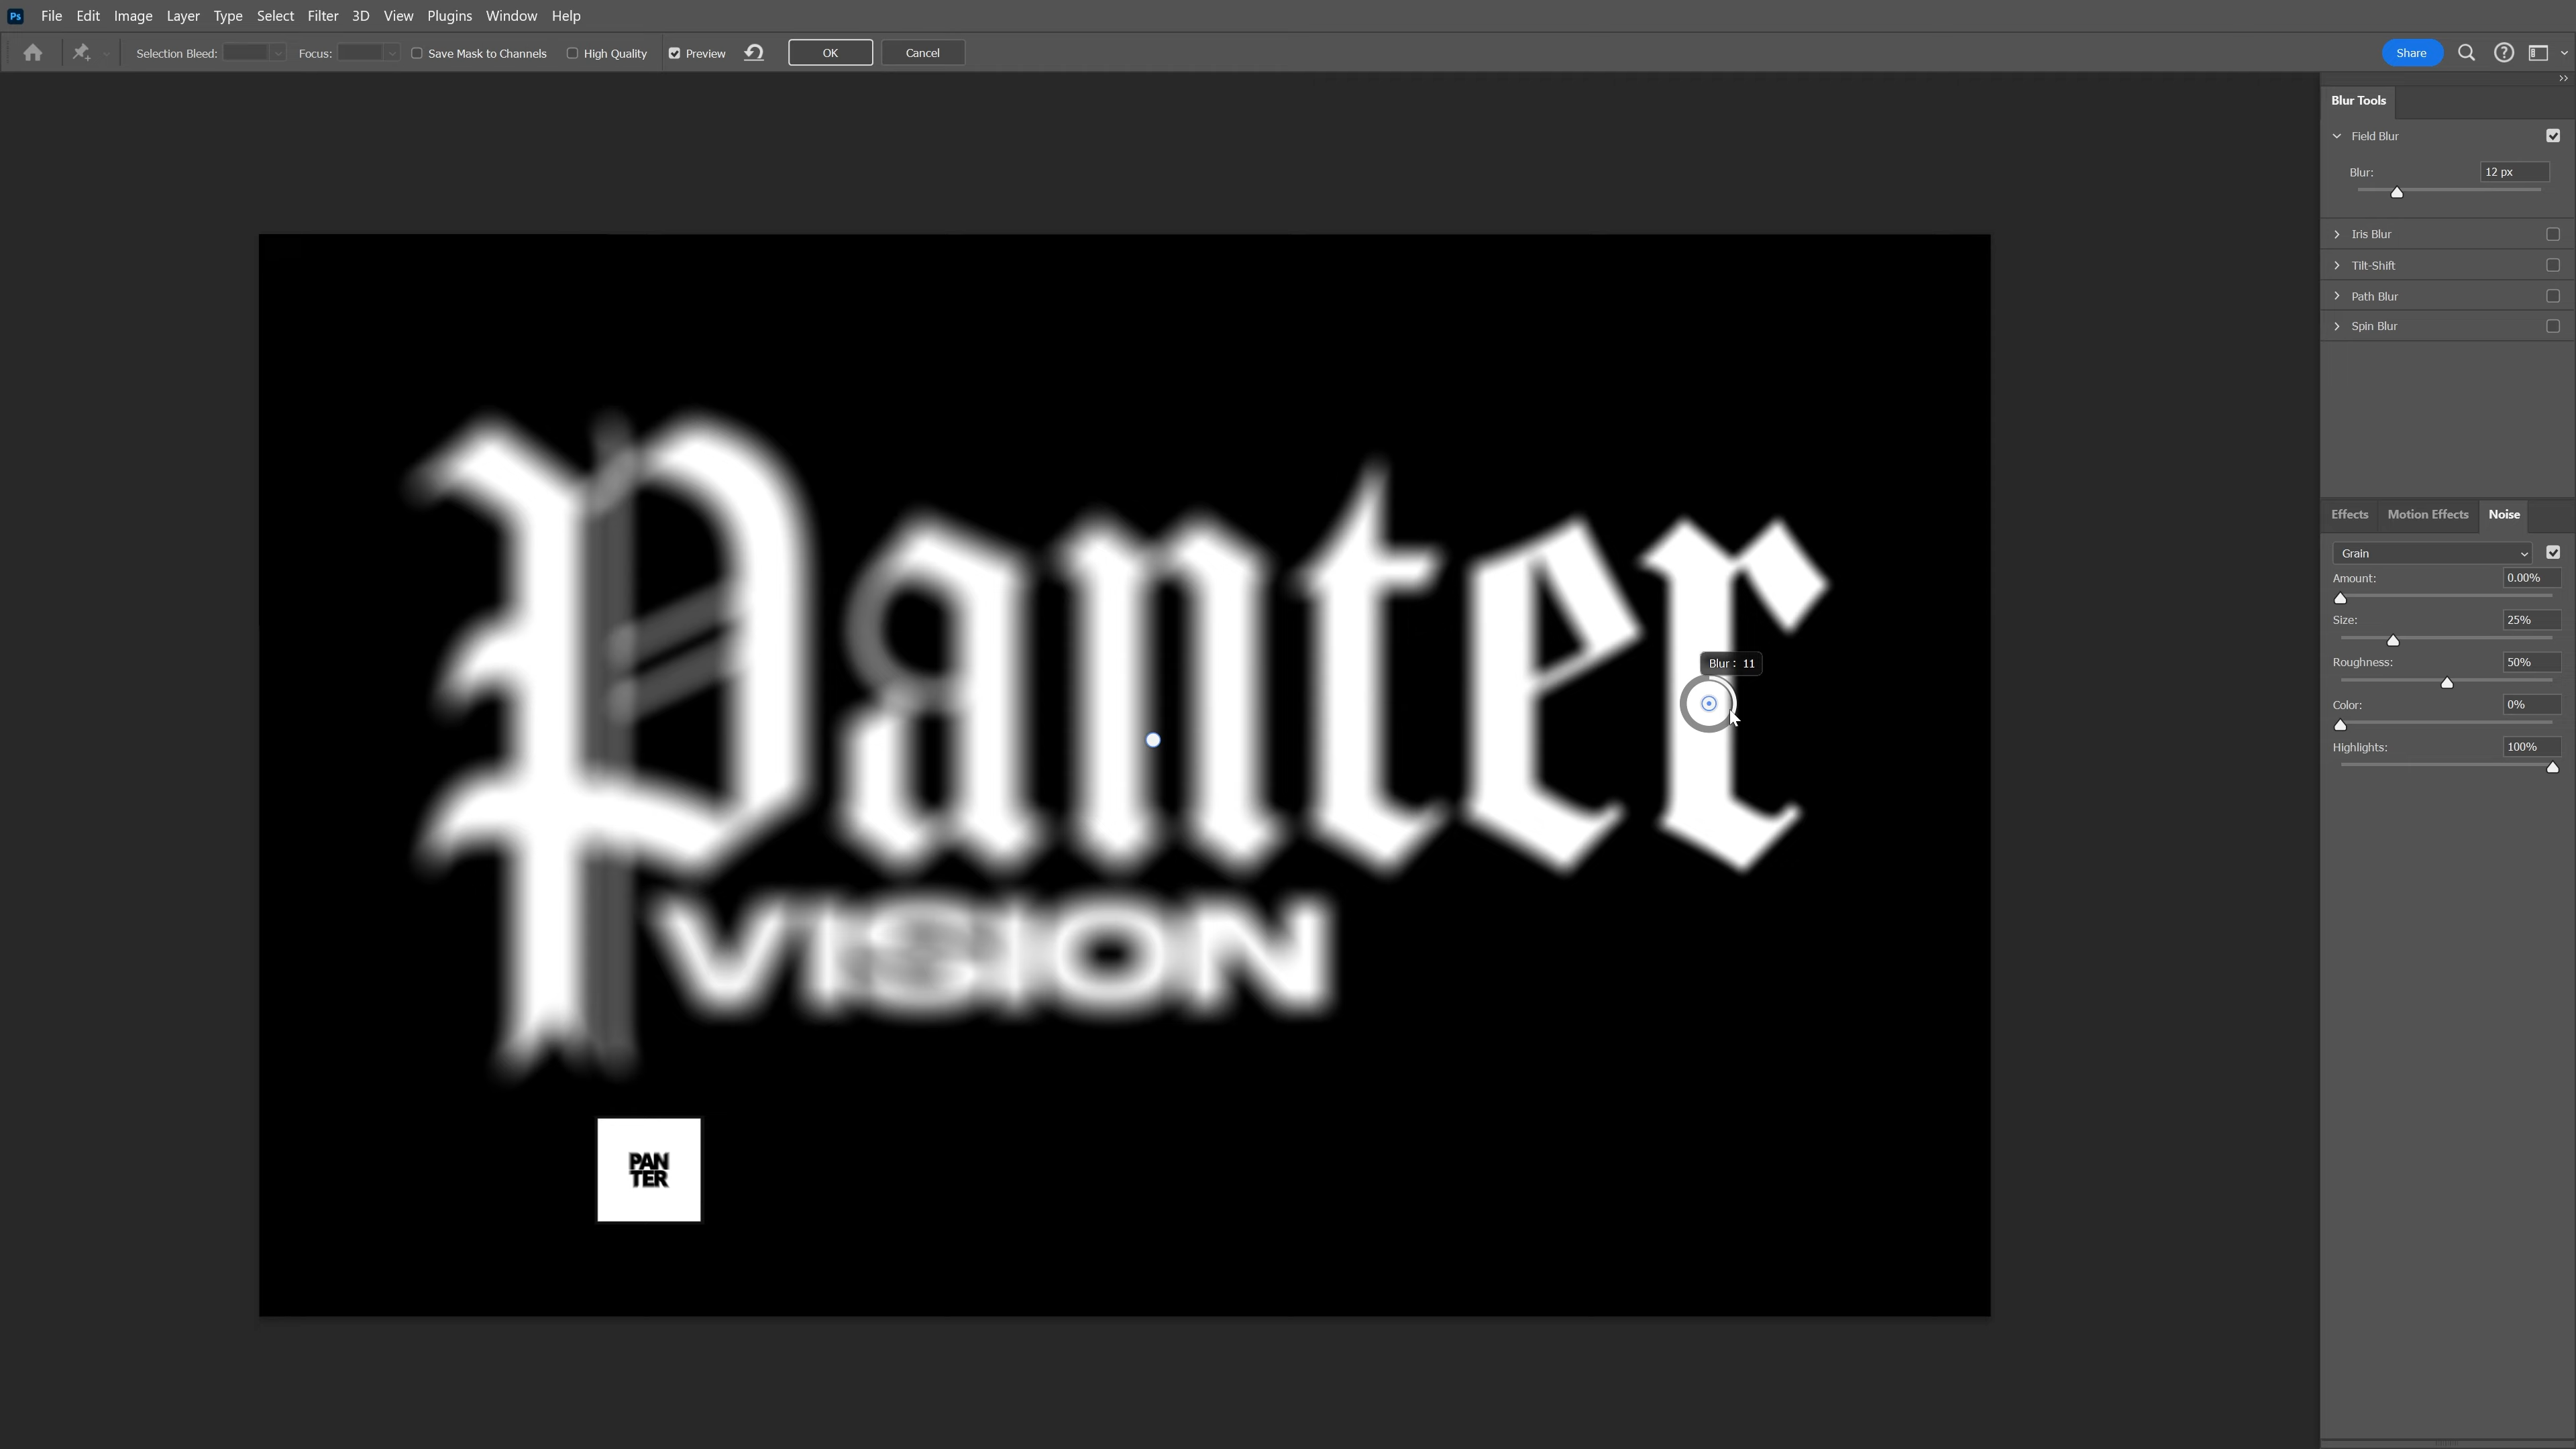 Ps File Edit Image Layer Type Select Filter 3D View Plugins Window Help
Selection Bleed: Focus: Save Mask to Channels High Quality Preview OK Cancel Share
Blur Tools
Field Blur
Blur: 12 px
Iris Blur
Tilt-Shift
Path Blur
Spin Blur
Effects Motion Effects Noise
Grain
Amount: 0.00%
Size: 25%
Roughness: 50%
Color: 0%
Highlights: 100%
Panter
Blur : 11
VISION
PAN
TER